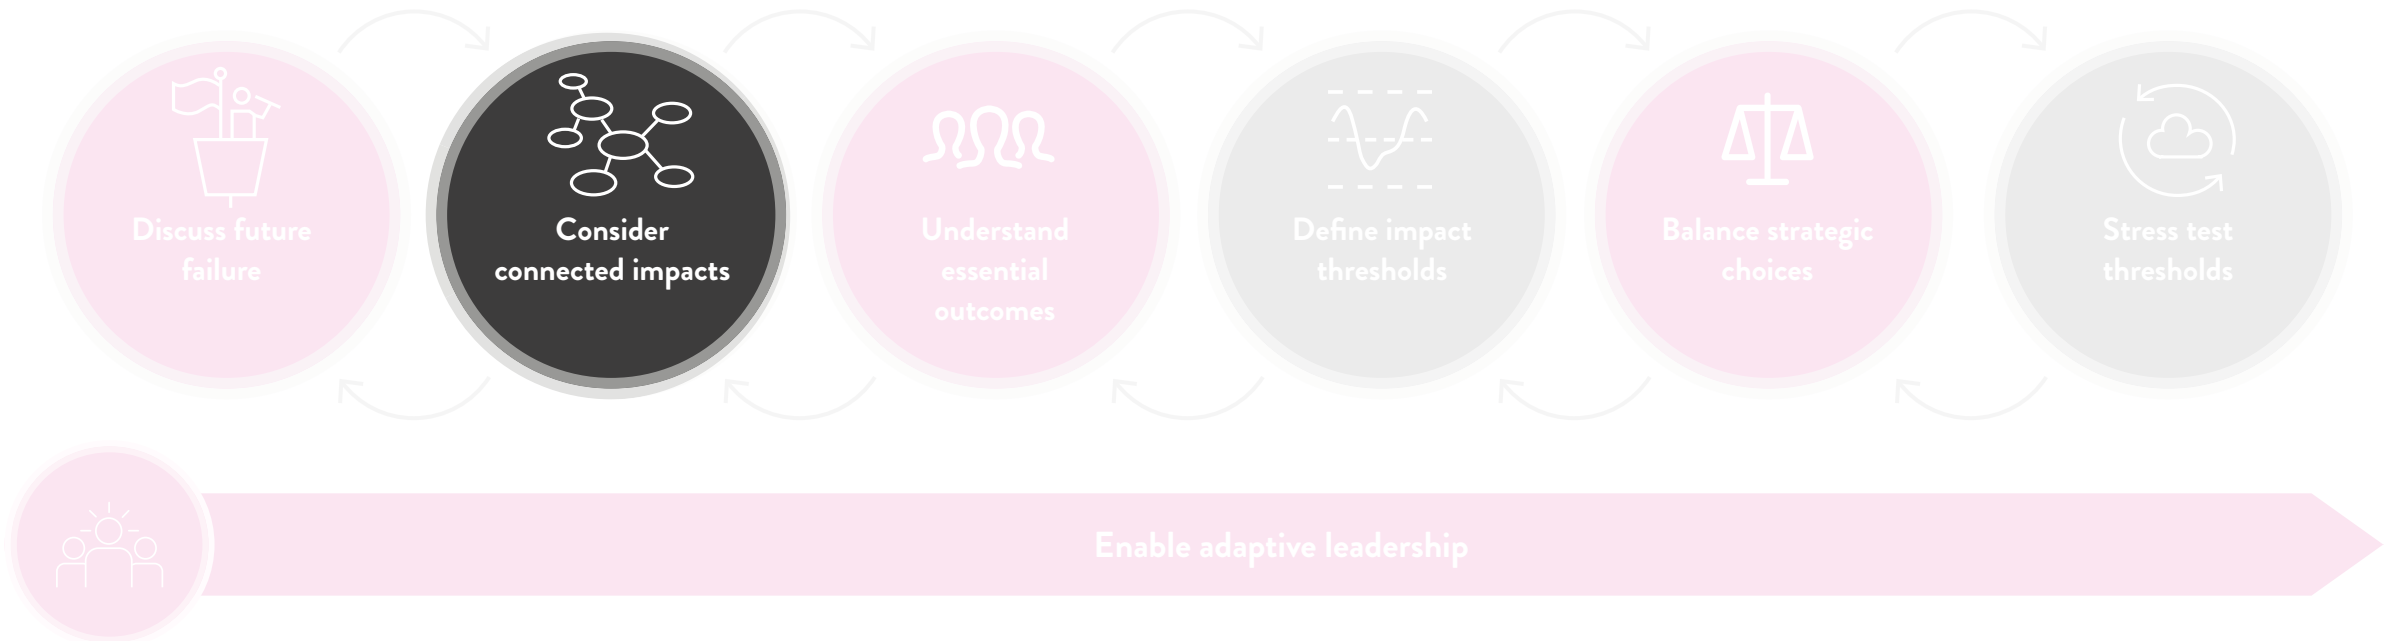 Discuss future
failure
Consider
connected impacts
Understand
essential
outcomes
Define impact
thresholds
Balance strategic
choices
Stress test
thresholds
Enable adaptive leadership